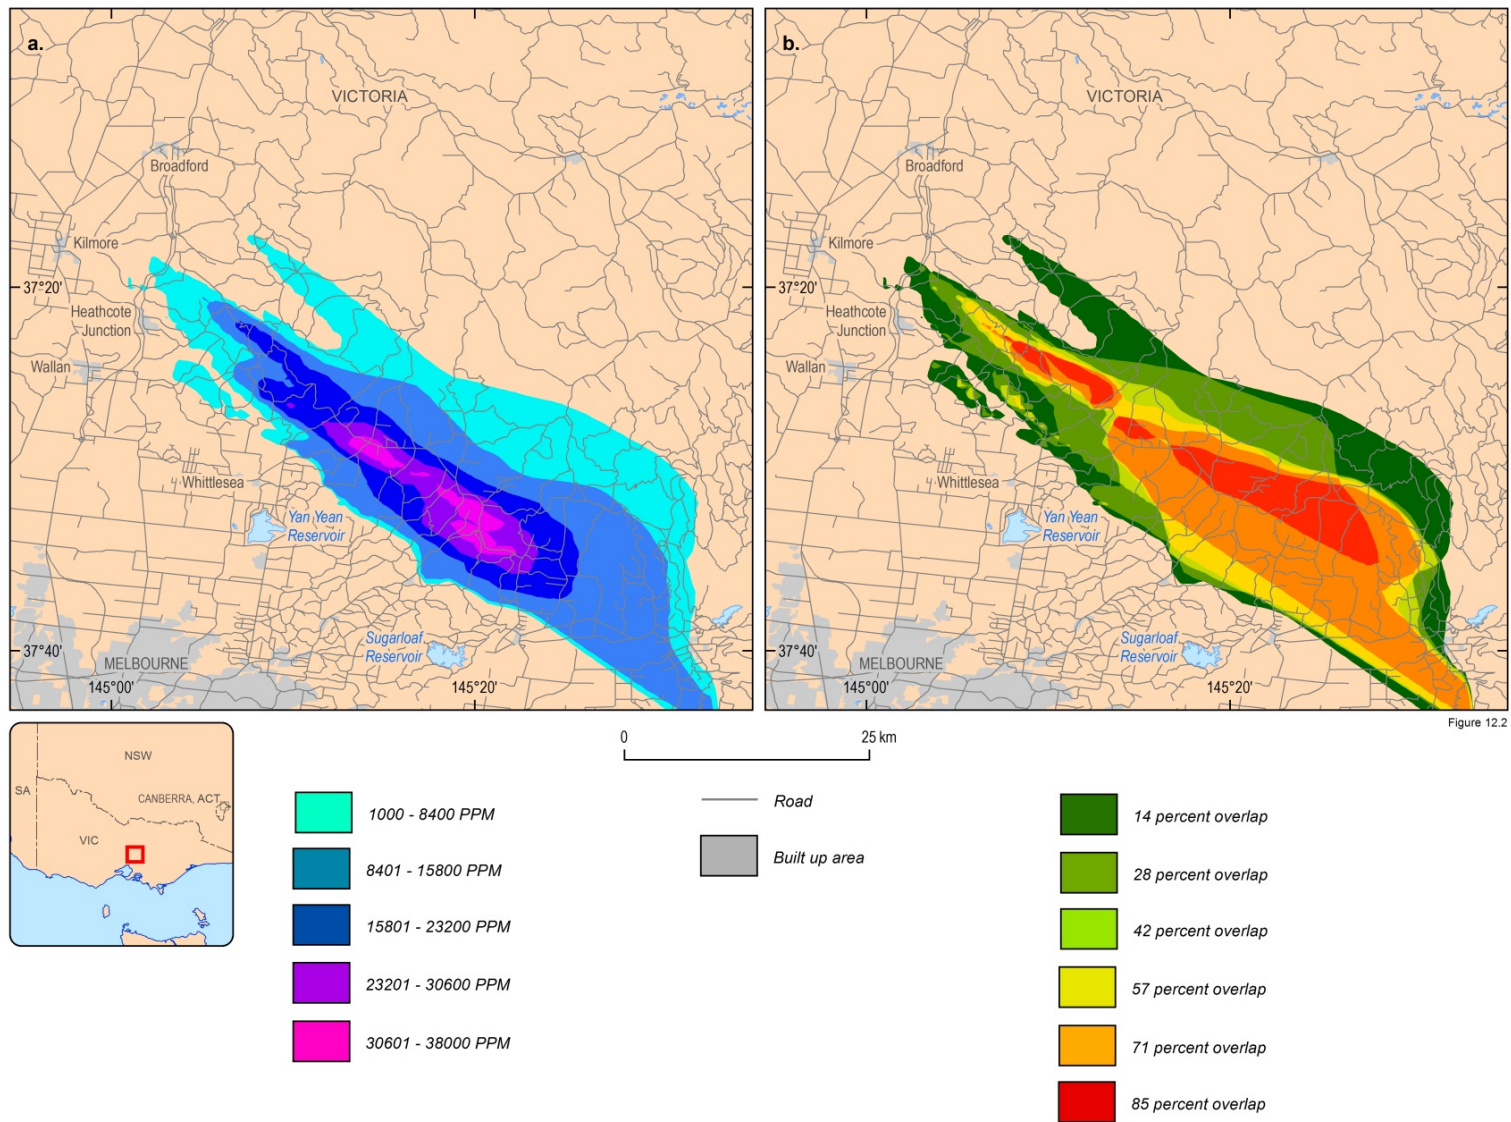 a.
VICTORIA
Broadford
Kilmore
37°20'
Heathcote
Junction
Wallan
Whittlesea
Yan Yean
Reservoir
Sugarloaf
Reservoir
37°40'
MELBOURNE
145°00'
145°20'
b.
VICTORIA
Broadford
Kilmore
37°20'
Heathcote
Junction
Wallan
Whittlesea
Yan Yean
Reservoir
Sugarloaf
Reservoir
37°40'
MELBOURNE
145°00'
145°20'
Figure 12.2
NSW
SA
CANBERRA, ACT
VIC
0
25 km
1000 - 8400 PPM
8401 - 15800 PPM
15801 - 23200 PPM
23201 - 30600 PPM
30601 - 38000 PPM
Road
Built up area
14 percent overlap
28 percent overlap
42 percent overlap
57 percent overlap
71 percent overlap
85 percent overlap